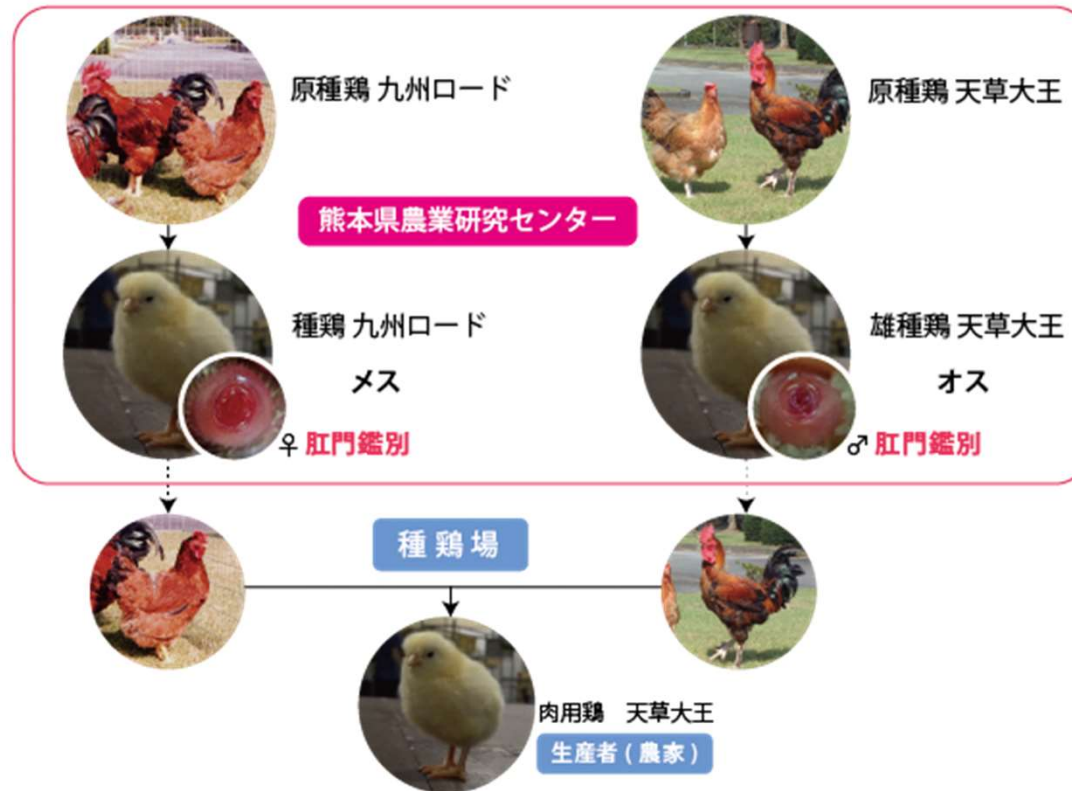 原種鶏 九州ロード
原種鶏 天草大王
熊本県農業研究センター
種鶏 九州ロード
メス
♀ 肛門鑑別
雄種鶏 天草大王
オス
♂ 肛門鑑別
種 鶏 場
肉用鶏　天草大王
生産者 ( 農家 )